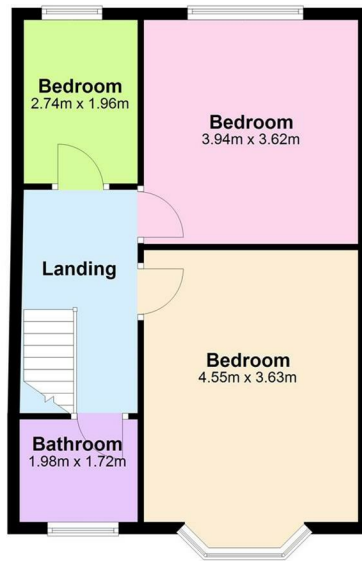 Bedroom
2.74m x 1.96m
Bedroom
3.94m x 3.62m
Landing
Bedroom
4.55m x 3.63m
Bathroom
1.98m x 1.72m